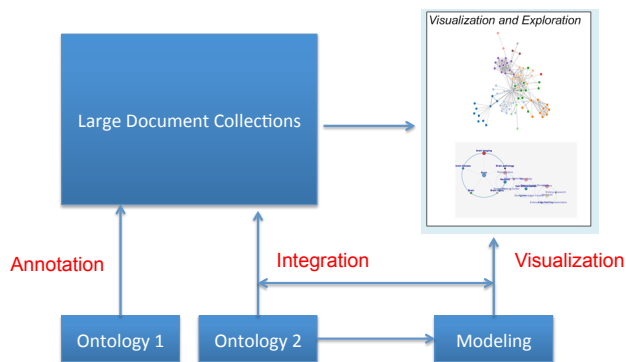 Visualization and Exploration
Large Document Collections
Annotation
Integration
Visualization
Ontology 1
Ontology 2
Modeling